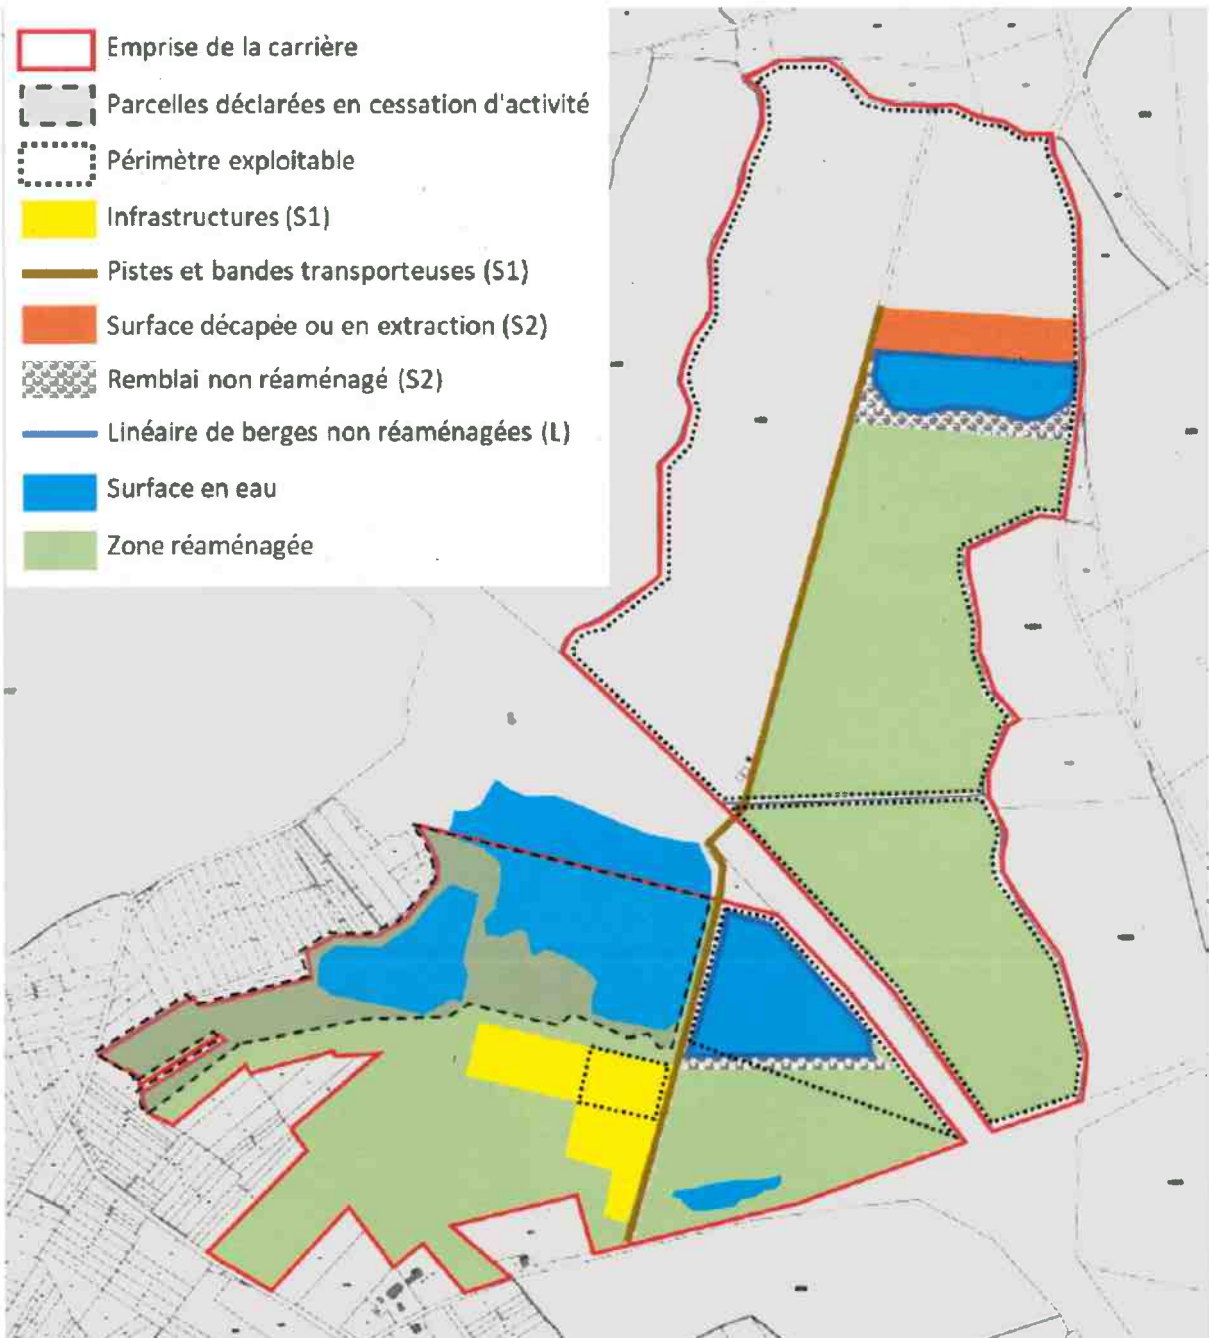 Emprise de la carrière
Parcelles déclarées en cessation d'activité
Périmètre exploitable
Infrastructures (S1)
Pistes et bandes transporteuses (S1)
Surface décapée ou en extraction (S2)
Remblai non réaménagé (S2)
Linéaire de berges non réaménagées (L)
Surface en eau
Zone réaménagée